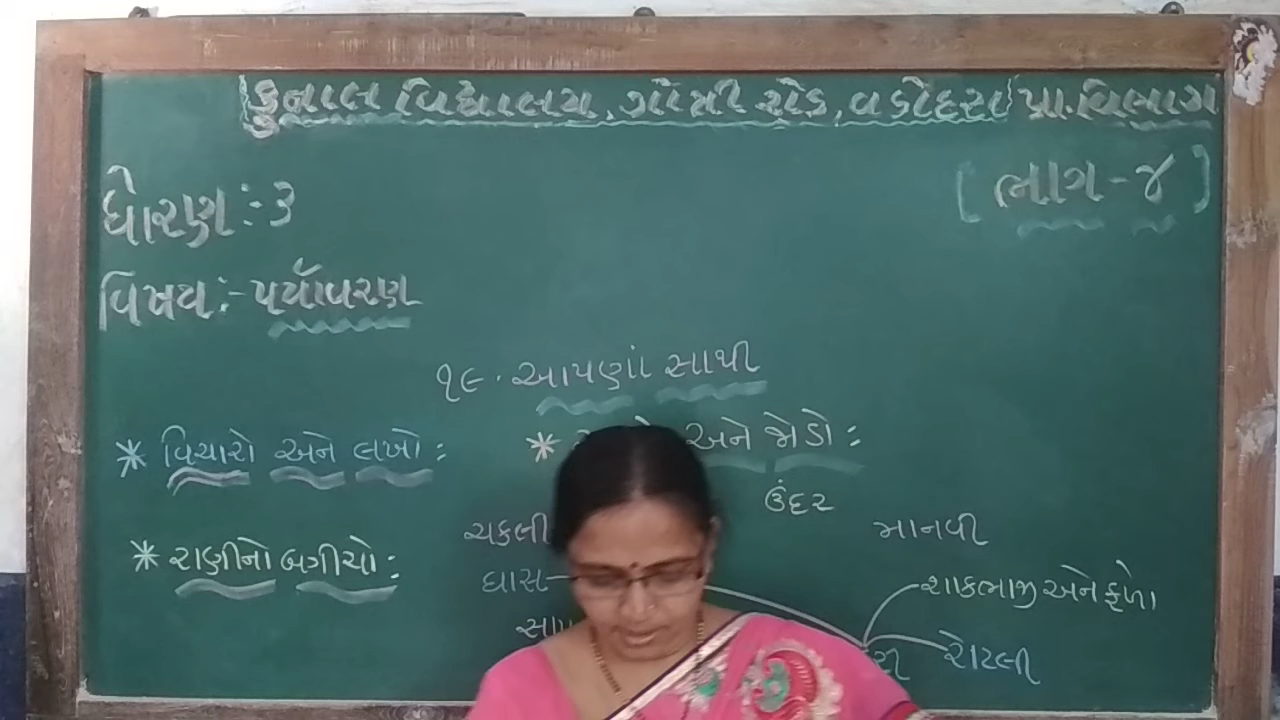 કુનાલ વિદ્યાલય, ગોત્રી રોડ, વડોદરા પ્રા.વિભાગ
[ ભાગ-૪ ]
ધોરણ:-૩
વિષય:- પર્યાવરણ
૧૯. આપણાં સાથી
* વિચારો અને લખો :
* અને જોડો :
* રાણીનો બગીચો :
ઉંદર
ચકલી
માનવી
ઘાસ
શાકભાજી અને ફળો
રોટલી